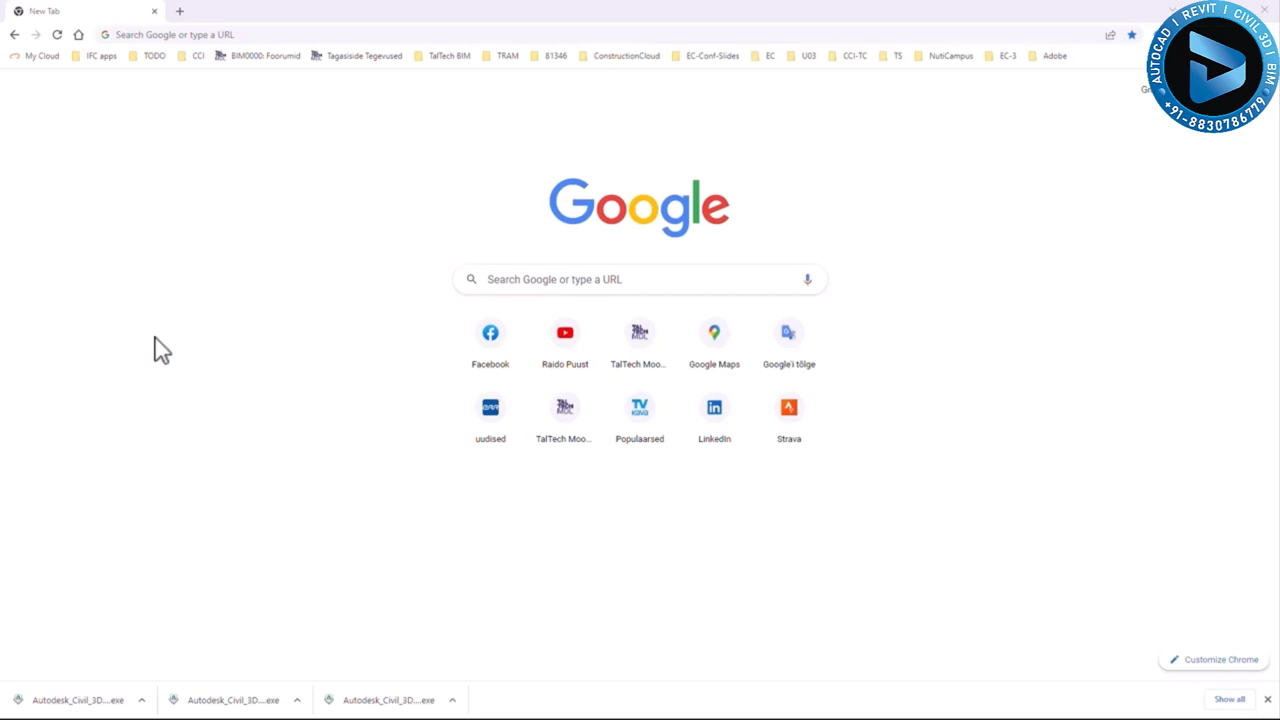 New Tab
Search Google or type a URL
My Cloud IFC apps TODO CCI BIM0000: Foorumid Tagasiside Tegevused TalTech BIM TRAM 81346 ConstructionCloud EC-Conf-Slides EC U03 CCI-TC TS NutiCampus EC-3 Adobe
AUTOCAD I REVIT I CIVIL 3D I BIM
+91-8830786779
Google
Search Google or type a URL
Facebook Raido Puust TalTech Moo... Google Maps Google'i tõlge
uudised TalTech Moo... Populaarsed LinkedIn Strava
Customize Chrome
Autodesk_Civil_3D....exe Autodesk_Civil_3D....exe Autodesk_Civil_3D....exe Show all